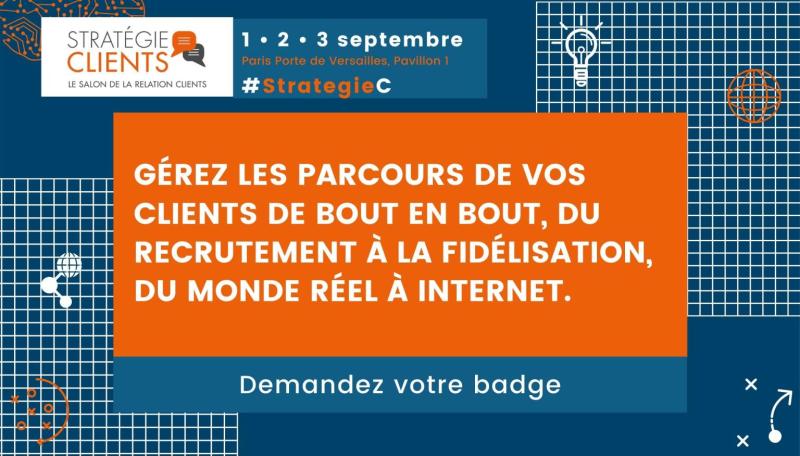 STRATÉGIE
CLIENTS
LE SALON DE LA RELATION CLIENTS
1 • 2 • 3 septembre
Paris Porte de Versailles, Pavillon 1
#StrategieC
GÉREZ LES PARCOURS DE VOS
CLIENTS DE BOUT EN BOUT, DU
RECRUTEMENT À LA FIDÉLISATION,
DU MONDE RÉEL À INTERNET.
Demandez votre badge